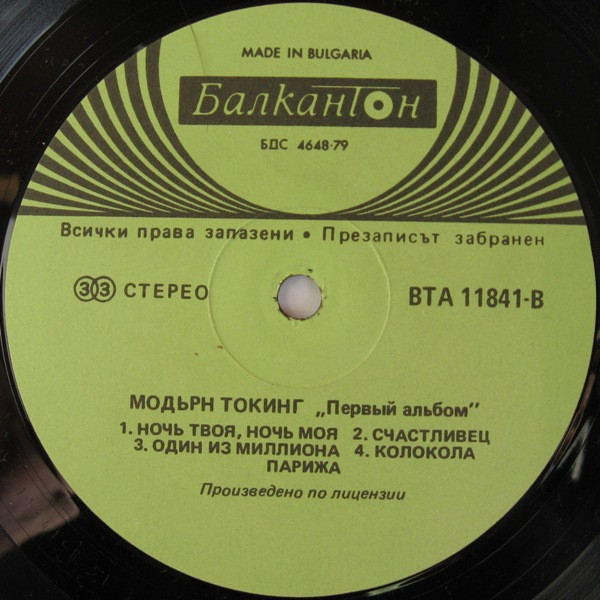 MADE IN BULGARIA
БалканТон
БДС 4648-79
Всички права запазени • Презаписът забранен
33 СТЕРЕО
ВТА 11841-В
МОДЬРН ТОКИНГ „Первый альбом”
1. НОЧЬ ТВОЯ, НОЧЬ МОЯ 2. СЧАСТЛИВЕЦ
3. ОДИН ИЗ МИЛЛИОНА 4. КОЛОКОЛА
ПАРИЖА
Произведено по лицензии